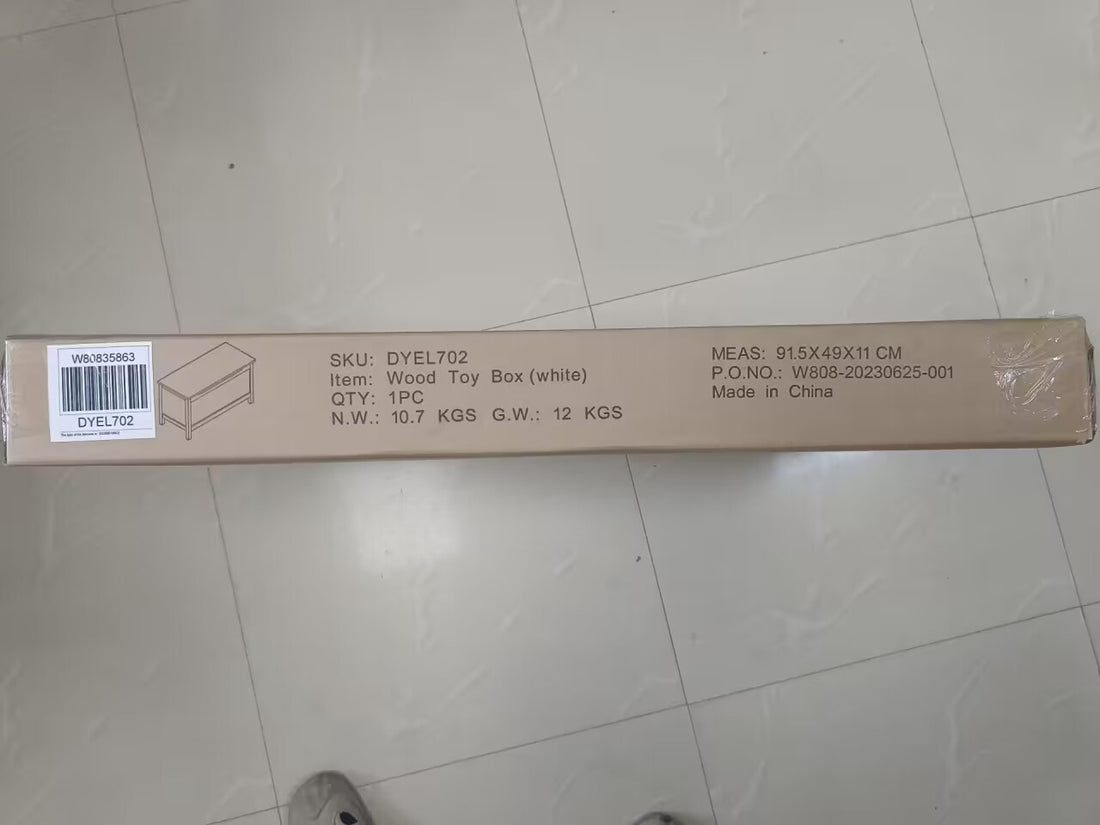 W80835863
DYEL702
SKU: DYEL702
Item: Wood Toy Box (white)
QTY: 1PC
N.W.: 10.7 KGS G.W.: 12 KGS
MEAS: 91.5X49X11 CM
P.O.NO.: W808-20230625-001
Made in China